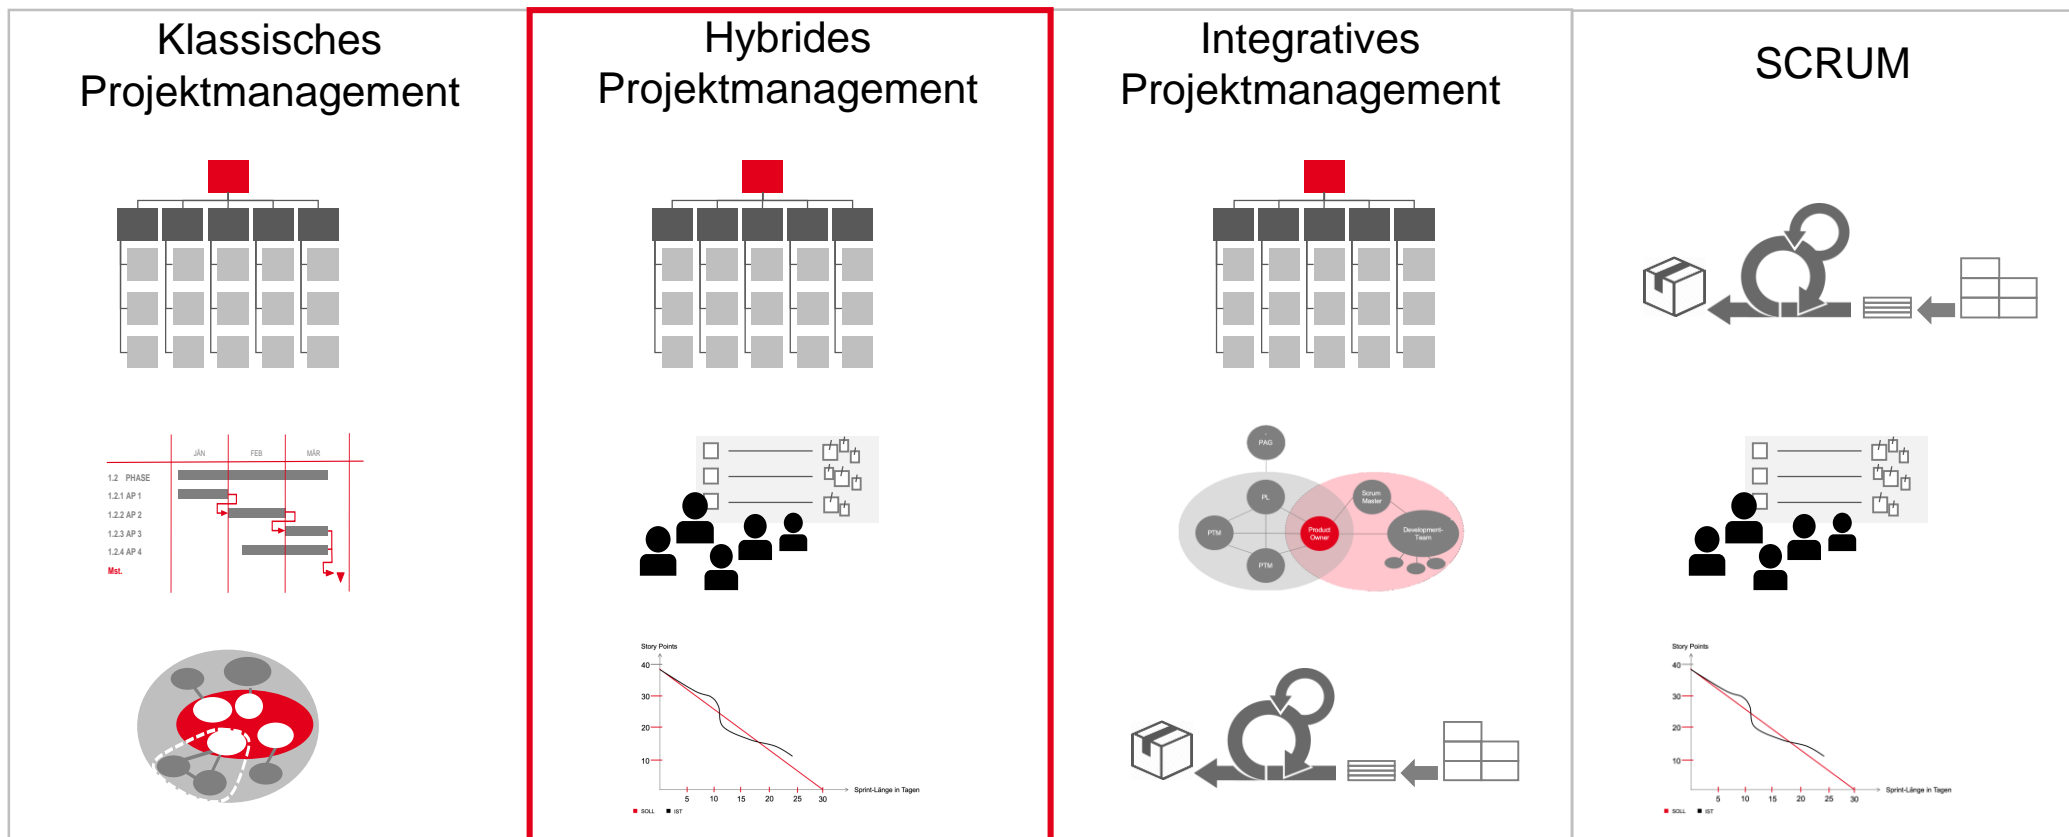 Klassisches
Projektmanagement
JÄN FEB MÄR
1.2 PHASE
1.2.1 AP 1
1.2.2 AP 2
1.2.3 AP 3
1.2.4 AP 4
Mst.
Hybrides
Projektmanagement
Story Points
40
30
20
10
5 10 15 20 25 30
Sprint-Länge in Tagen
SOLL IST
Integratives
Projektmanagement
PAG
PL
Scrum
Master
PTM
Product
Owner
Development-
Team
PTM
SCRUM
Story Points
40
30
20
10
5 10 15 20 25 30
Sprint-Länge in Tagen
SOLL IST